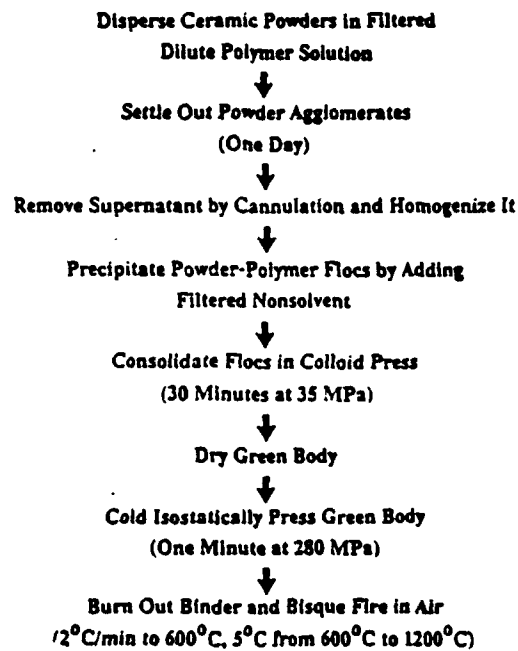 Disperse Ceramic Powders in Filtered
Dilute Polymer Solution
Settle Out Powder Agglomerates
(One Day)
Remove Supernatant by Cannulation and Homogenize It
Precipitate Powder-Polymer Flocs by Adding
Filtered Nonsolvent
Consolidate Flocs in Colloid Press
(30 Minutes at 35 MPa)
Dry Green Body
Cold Isostatically Press Green Body
(One Minute at 280 MPa)
Burn Out Binder and Bisque Fire in Air
(2°C/min to 600°C, 5°C from 600°C to 1200°C)